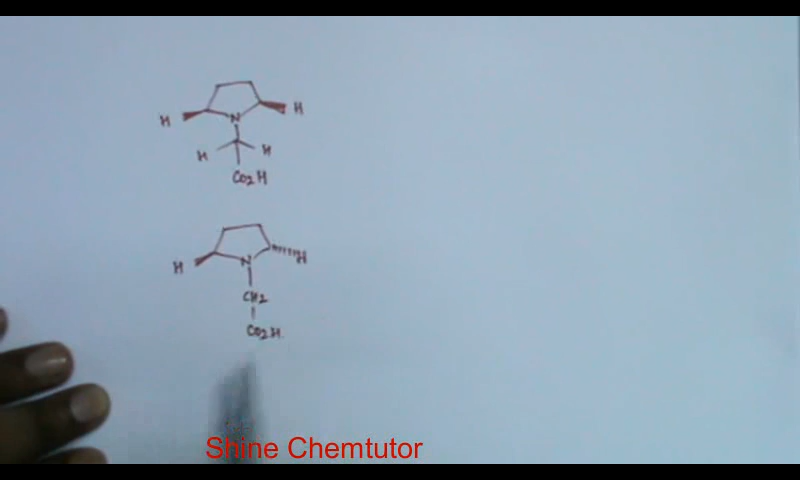 H H
N
H H
CO2H
H H
N
CH2
CO2H.
Shine Chemtutor